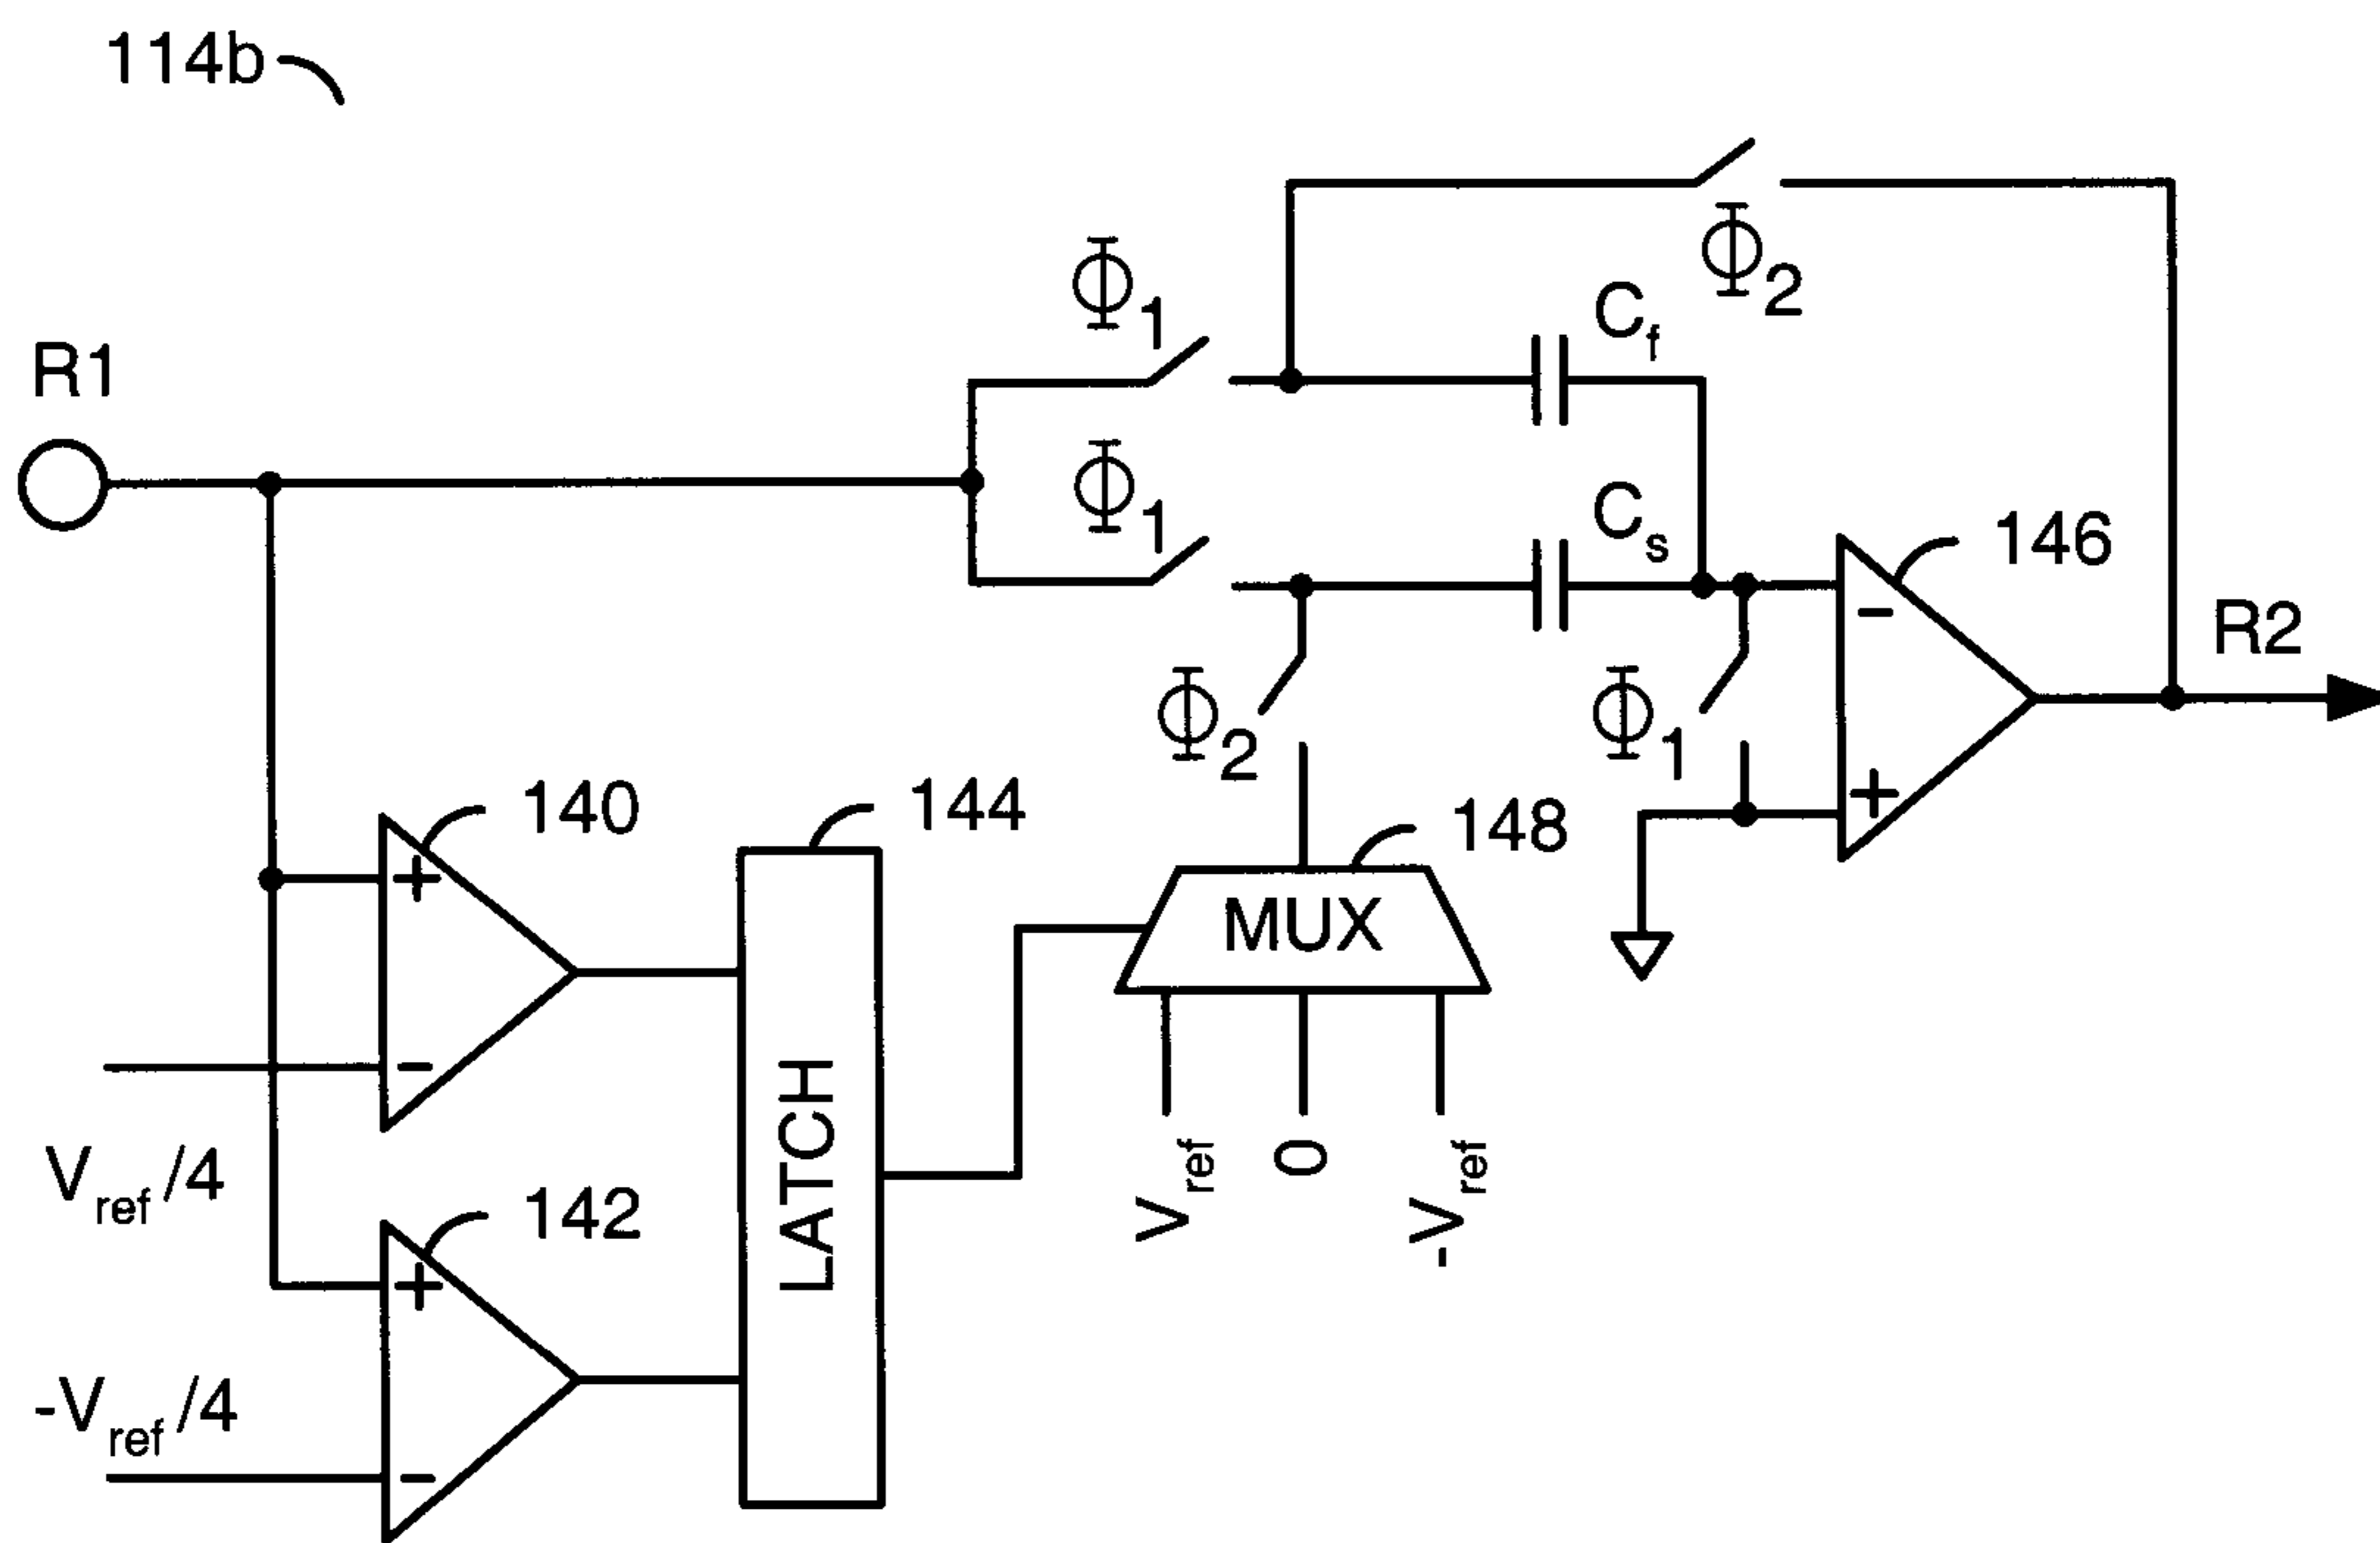 114b
Φ2
Φ1
Cf
R1
Φ1
Cs
146
R2
Φ2
Φ1
140
144
148
+
-
-
+
MUX
Vref/4
LATCH
Vref
0
-Vref
142
+
-Vref/4
-